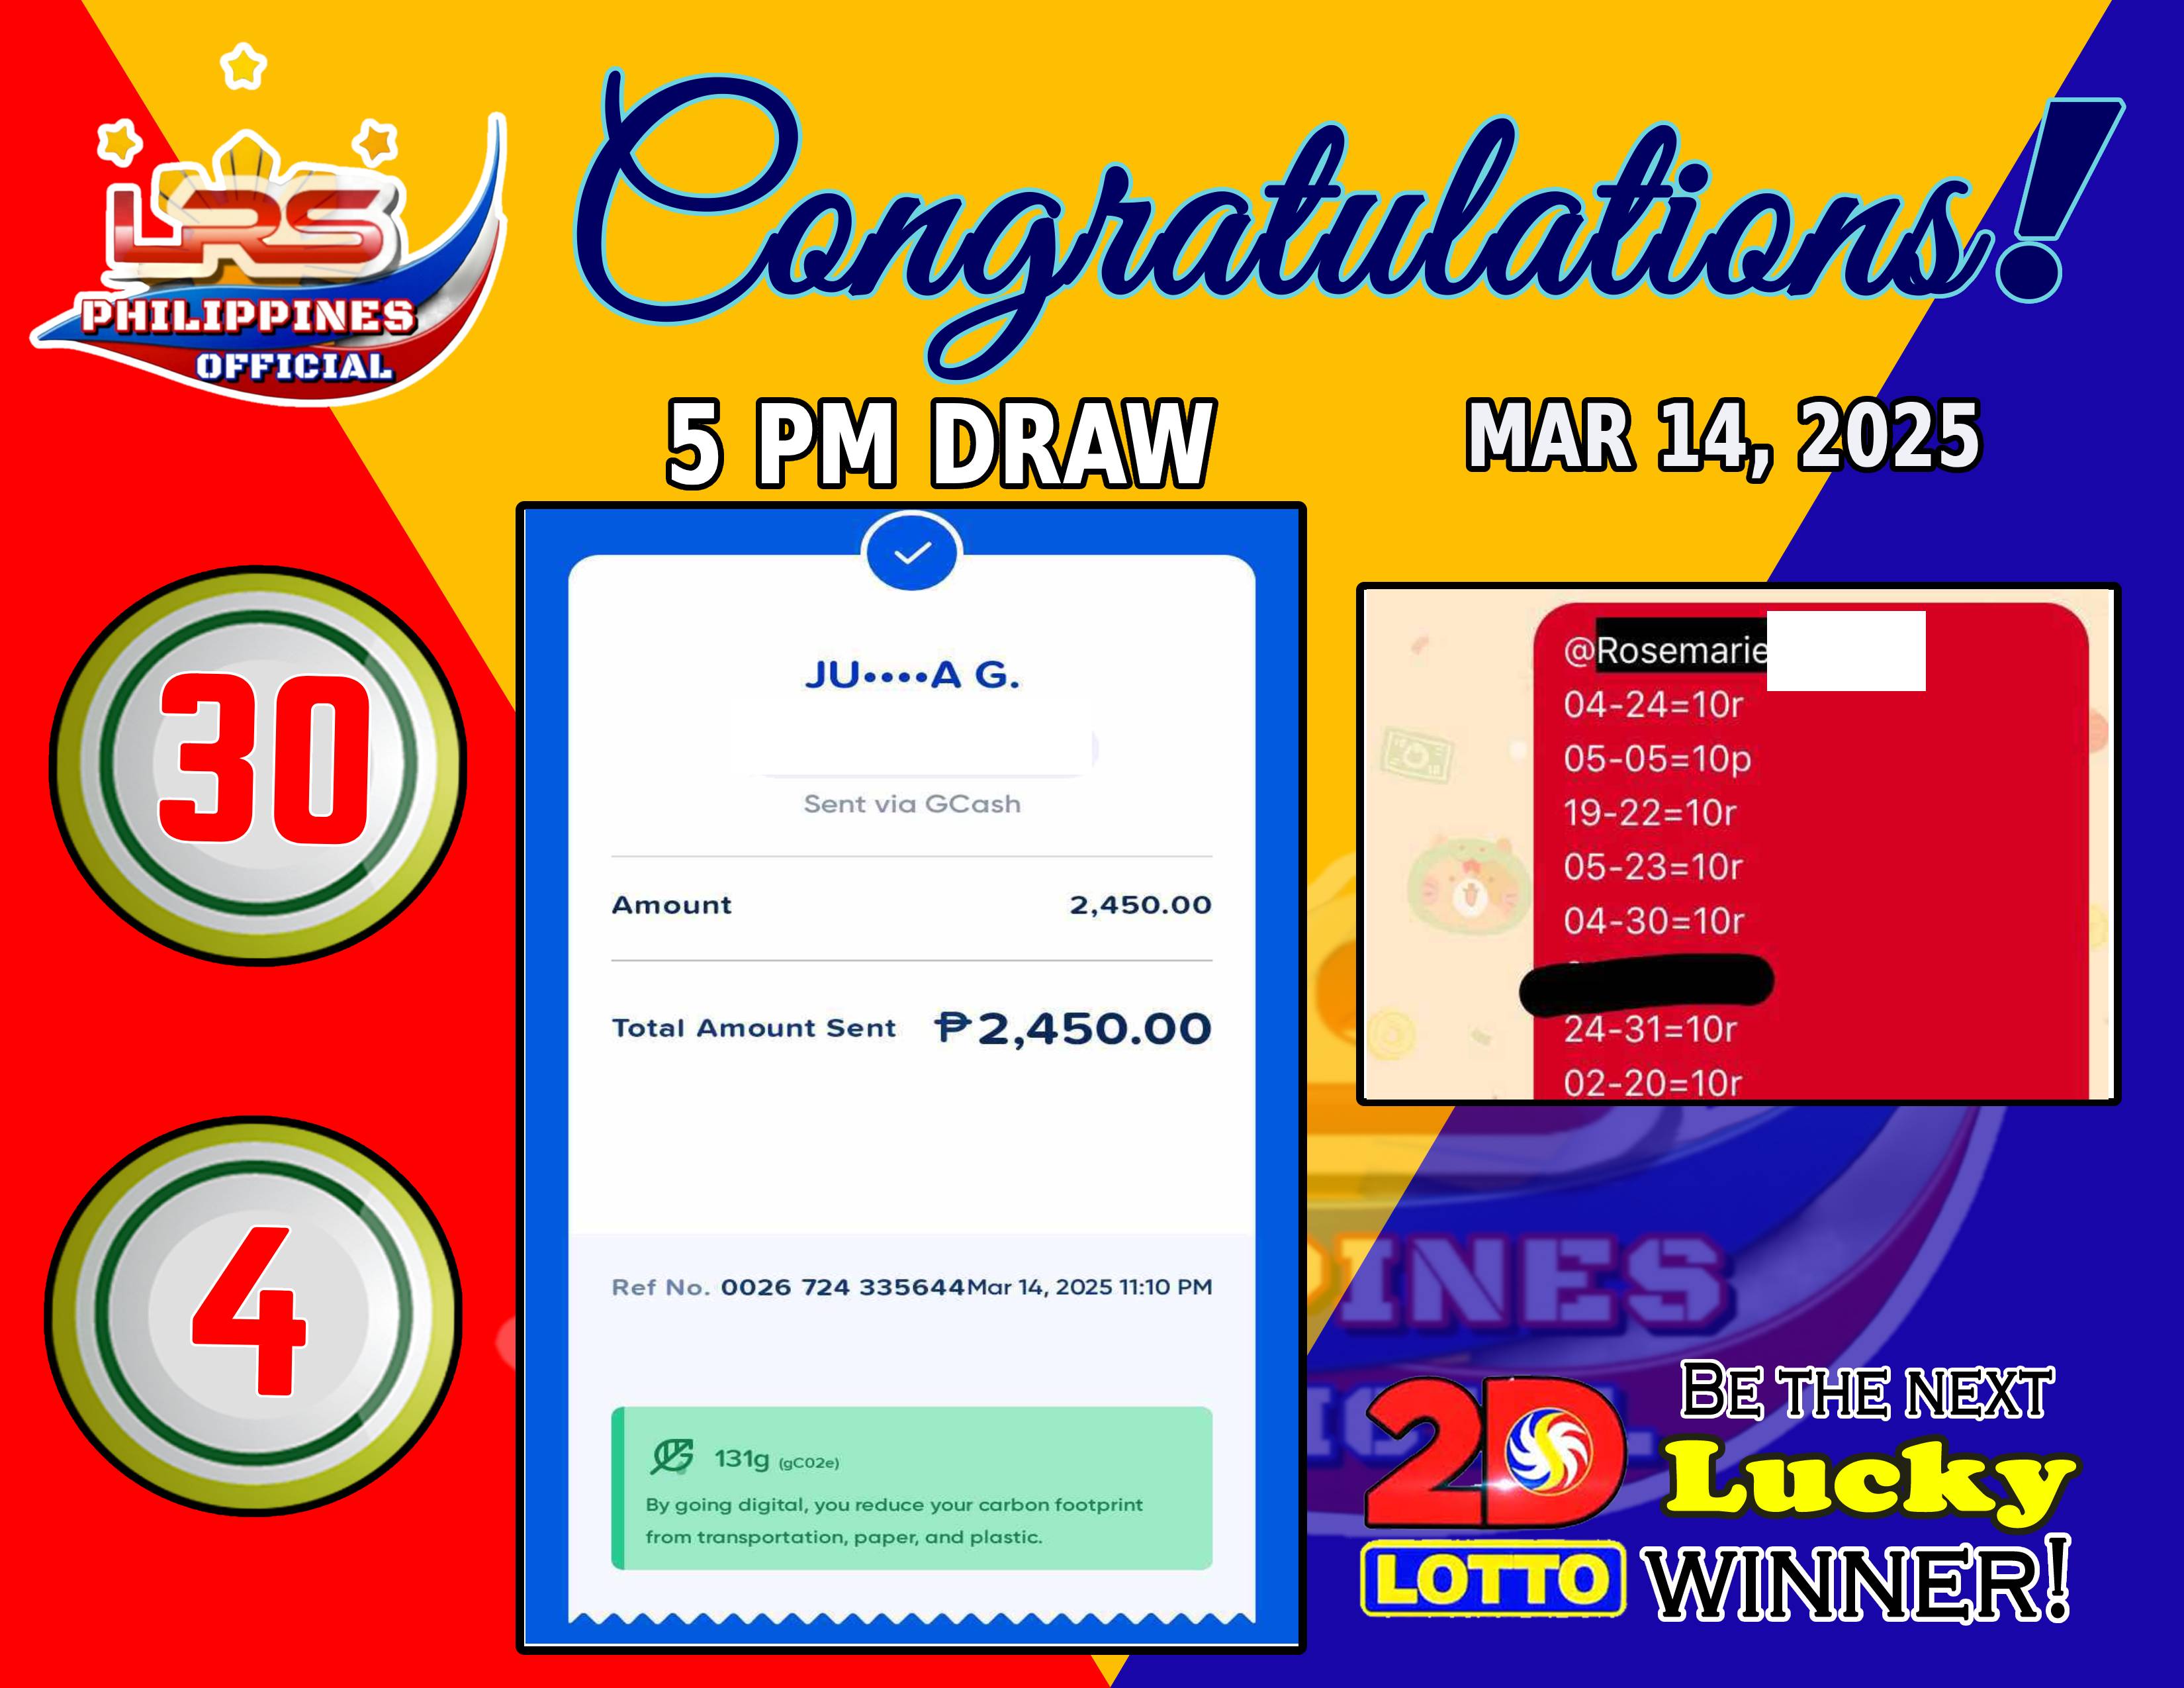 LRS
PHILIPPINES
OFFICIAL
Congratulations!
5 PM DRAW
MAR 14, 2025
30
4
JU••••A G.
Sent via GCash
Amount 2,450.00
Total Amount Sent ₱2,450.00
Ref No. 0026 724 335644 Mar 14, 2025 11:10 PM
131g (gCO2e)
By going digital, you reduce your carbon footprint
from transportation, paper, and plastic.
@Rosemarie
04-24=10r
05-05=10p
19-22=10r
05-23=10r
04-30=10r
24-31=10r
02-20=10r
PINES
2D
LOTTO
BE THE NEXT
Lucky
WINNER!